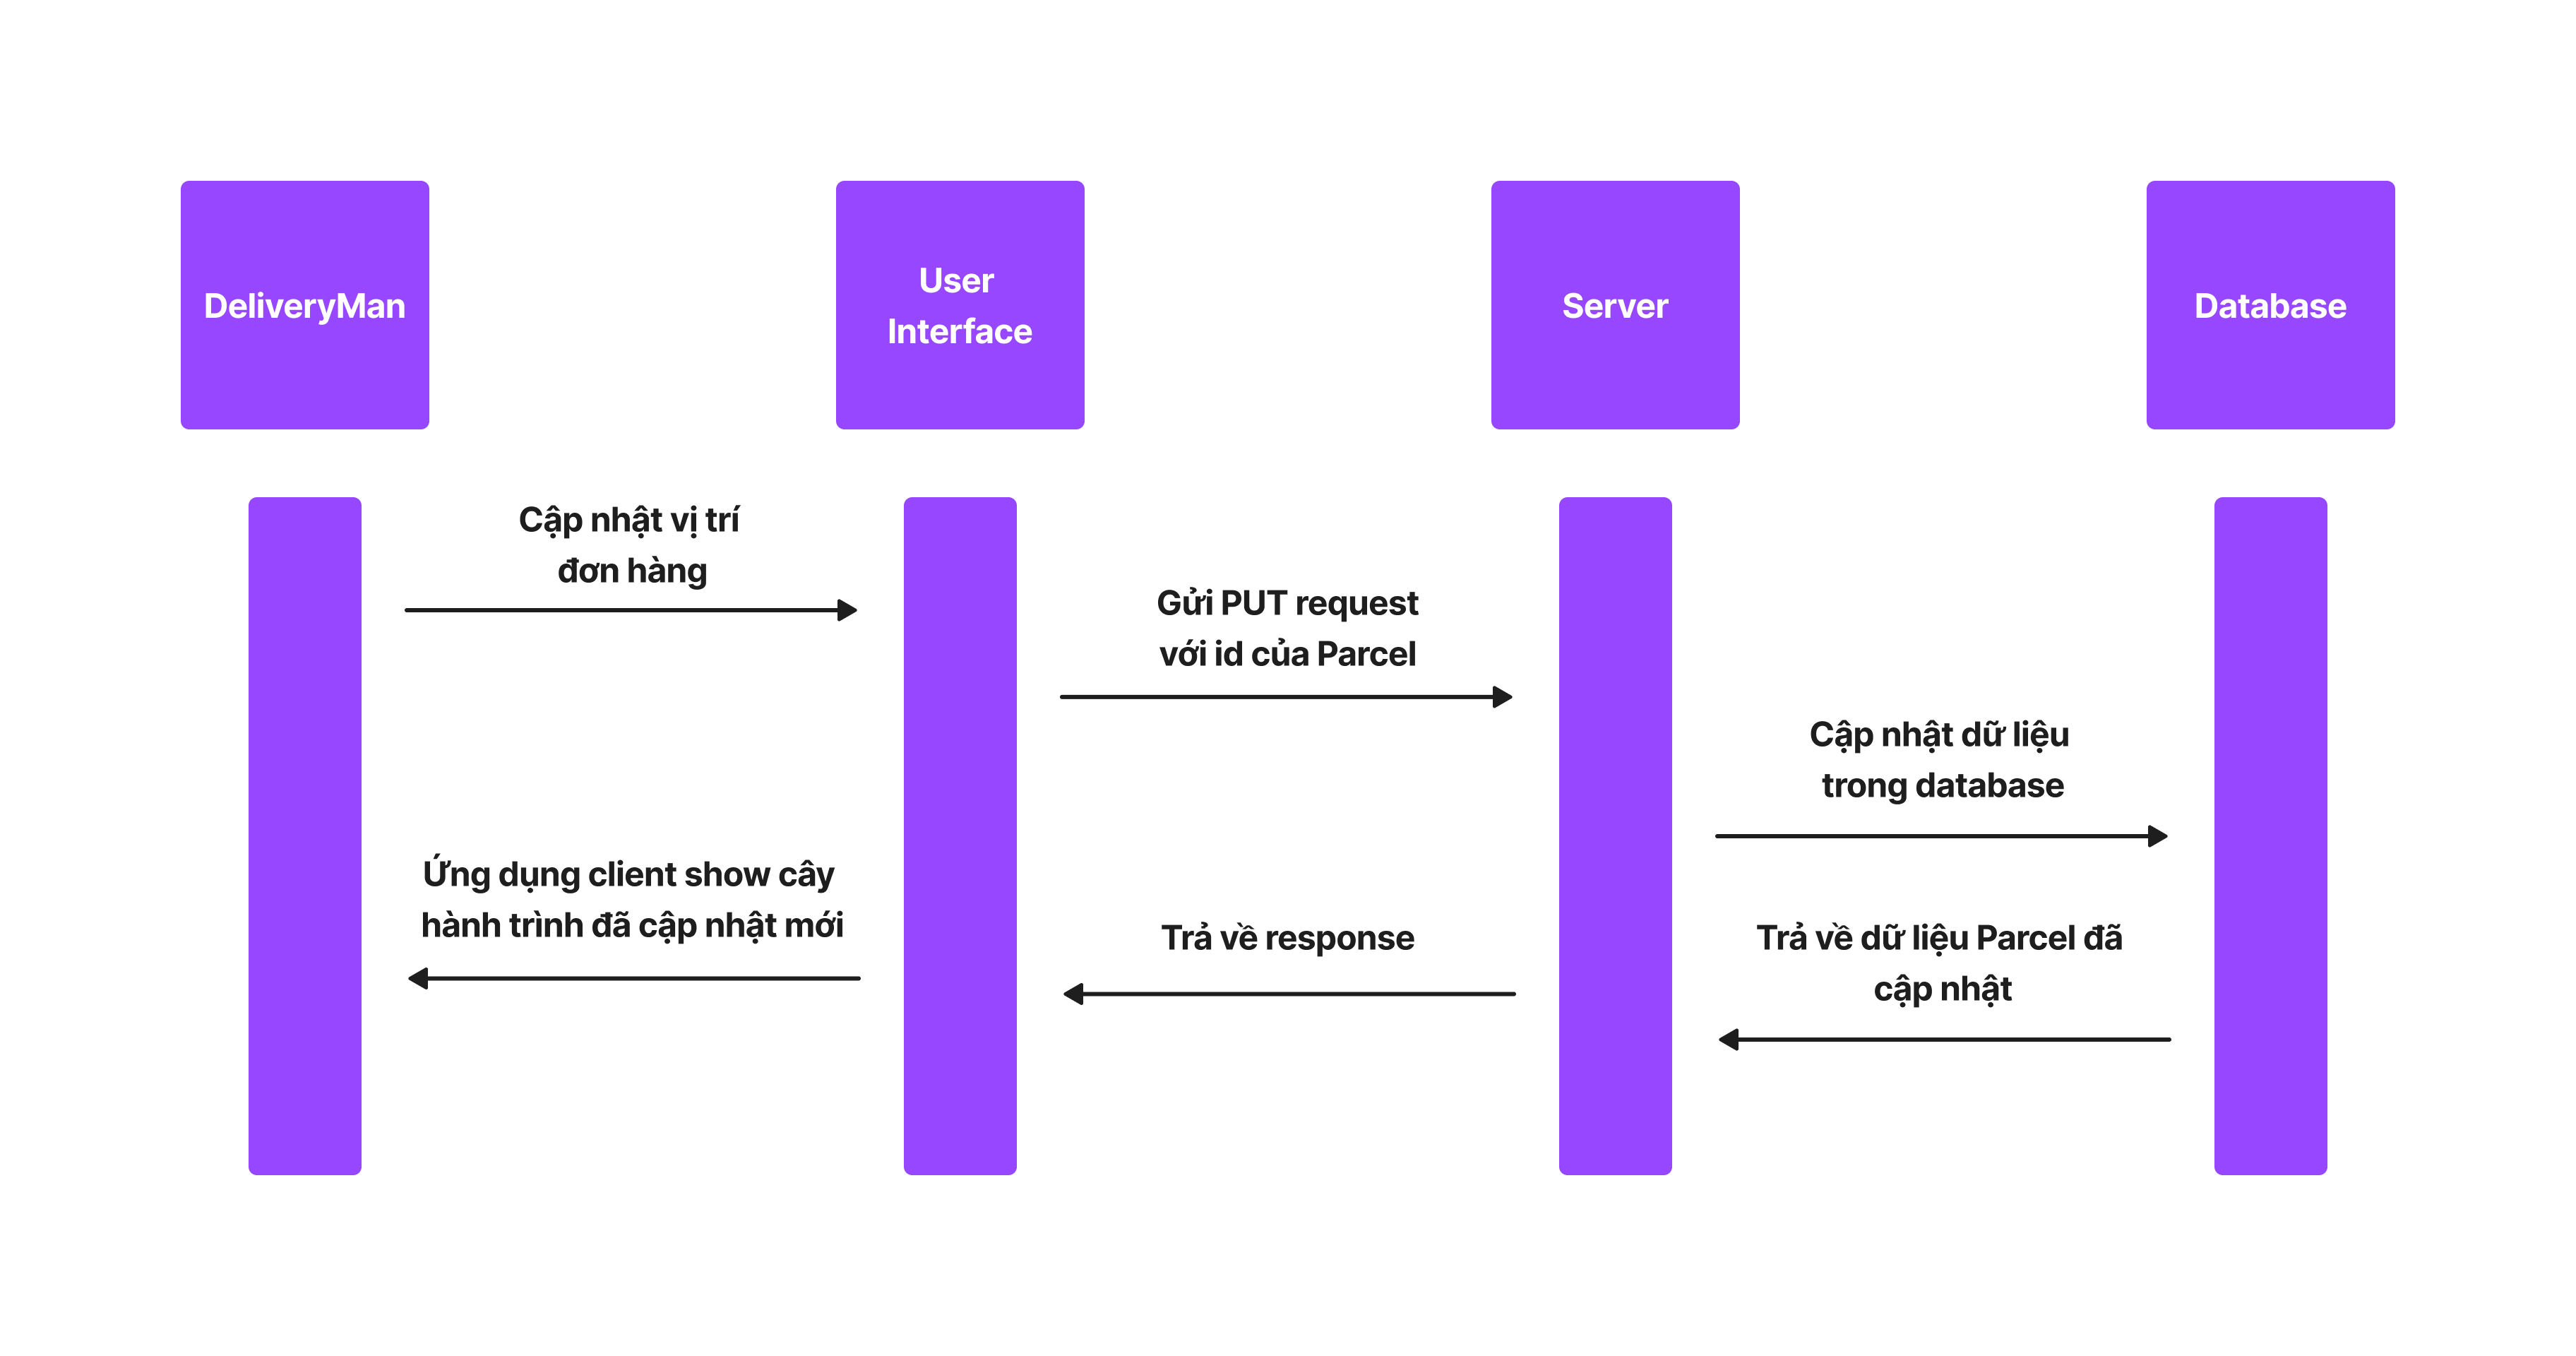 DeliveryMan
User
Interface
Server
Database
Cập nhật vị trí
đơn hàng
Gửi PUT request
với id của Parcel
Cập nhật dữ liệu
trong database
Ứng dụng client show cây
hành trình đã cập nhật mới
Trả về response
Trả về dữ liệu Parcel đã
cập nhật